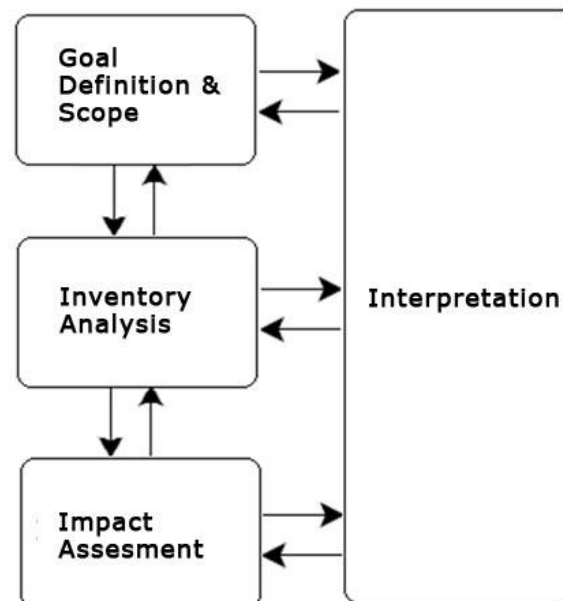 Goal
Definition &
Scope
Inventory
Analysis
Interpretation
Impact
Assesment